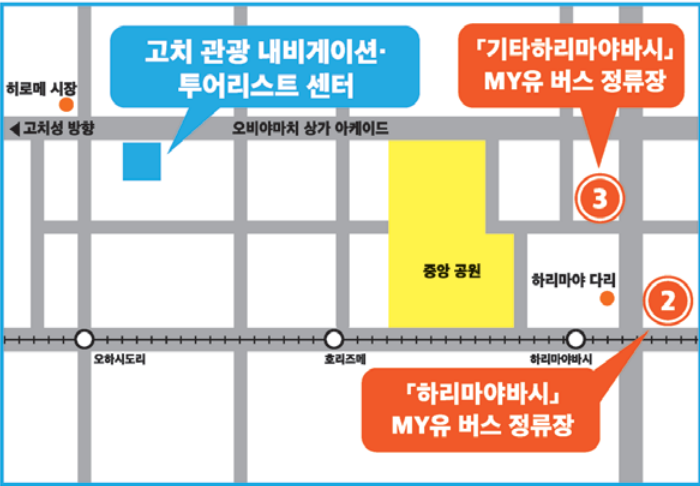 고치 관광 내비게이션·
투어리스트 센터
「기타하리마야바시」
MY유 버스 정류장
히로메 시장
◀고치성 방향
오비야마치 상가 아케이드
3
중앙 공원
하리마야 다리
2
오하시도리
호리즈메
하리마야바시
「하리마야바시」
MY유 버스 정류장